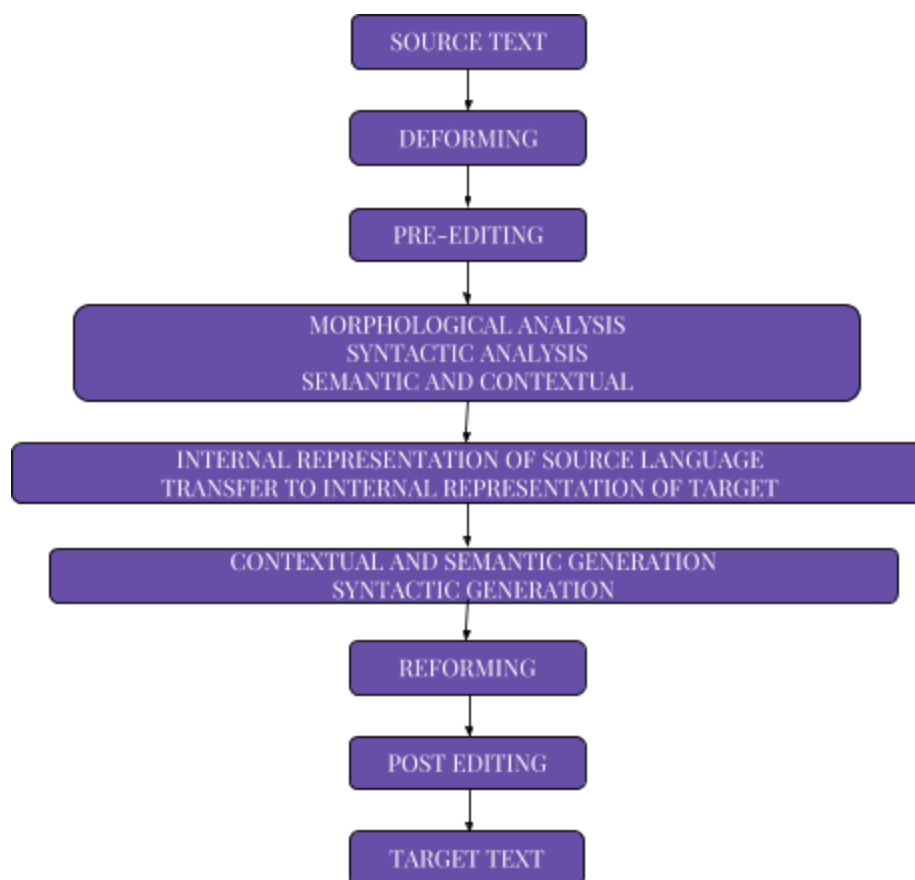 SOURCE TEXT
DEFORMING
PRE-EDITING
MORPHOLOGICAL ANALYSIS
SYNTACTIC ANALYSIS
SEMANTIC AND CONTEXTUAL
INTERNAL REPRESENTATION OF SOURCE LANGUAGE
TRANSFER TO INTERNAL REPRESENTATION OF TARGET
CONTEXTUAL AND SEMANTIC GENERATION
SYNTACTIC GENERATION
REFORMING
POST EDITING
TARGET TEXT